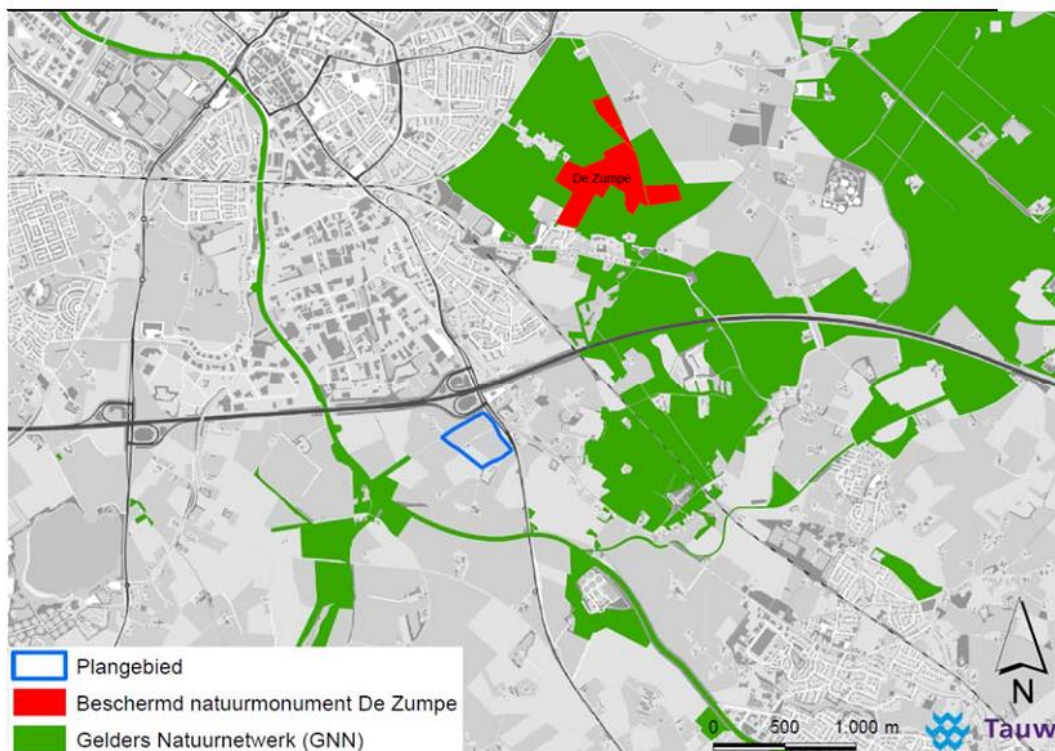 De Zumpe
Plangebied
Beschermd natuurmonument De Zumpe
Gelders Natuurnetwerk (GNN)
N
0 500 1.000 m
Tauw